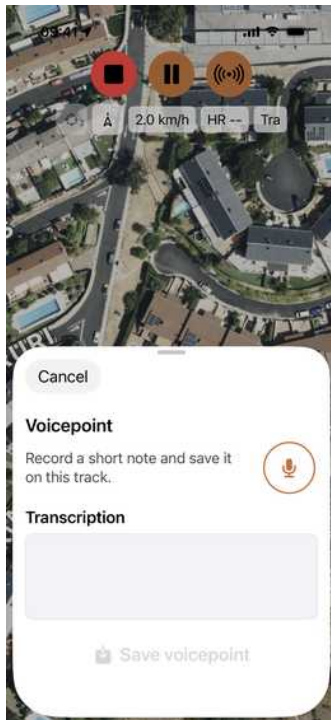 09:41
2.0 km/h
HR --
Tra
Cancel
Voicepoint
Record a short note and save it
on this track.
Transcription
Save voicepoint